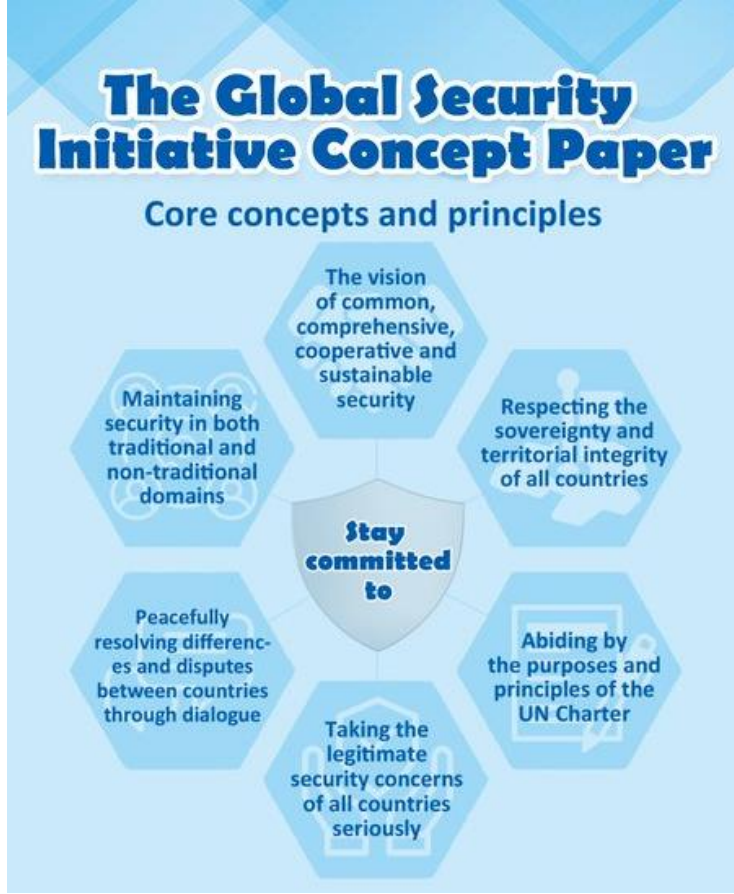 The Global Security
Initiative Concept Paper
Core concepts and principles
The vision
of common,
comprehensive,
cooperative and
sustainable
security
Respecting the
sovereignty and
territorial integrity
of all countries
Abiding by
the purposes and
principles of the
UN Charter
Taking the
legitimate
security concerns
of all countries
seriously
Peacefully
resolving differenc-
es and disputes
between countries
through dialogue
Maintaining
security in both
traditional and
non-traditional
domains
Stay
committed
to